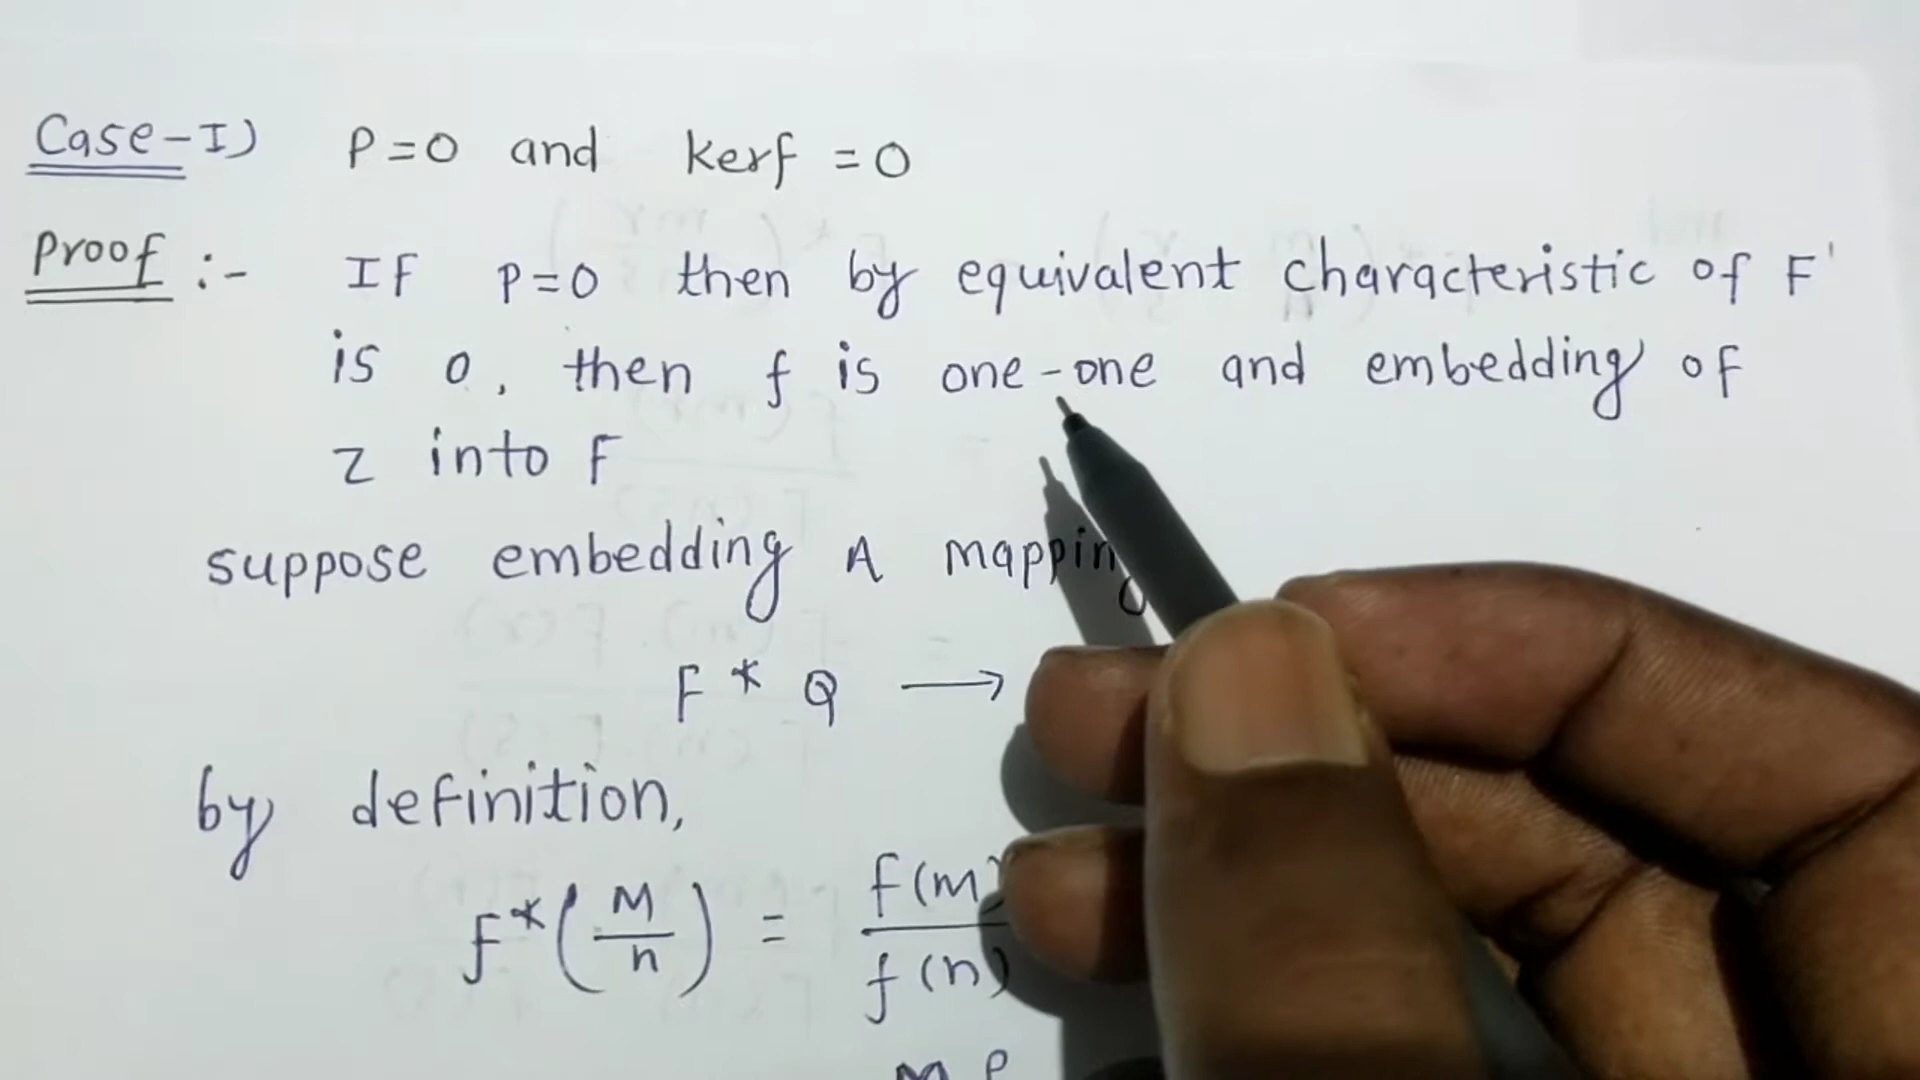 Case-I) P=0 and kerf = 0
Proof :- IF P=0 then by equivalent characteristic of F'
is 0, then f is one-one and embedding of
Z into F
suppose embedding A mapping
F * Q →
by definition,
F*(M/n) = f(m)/f(n)